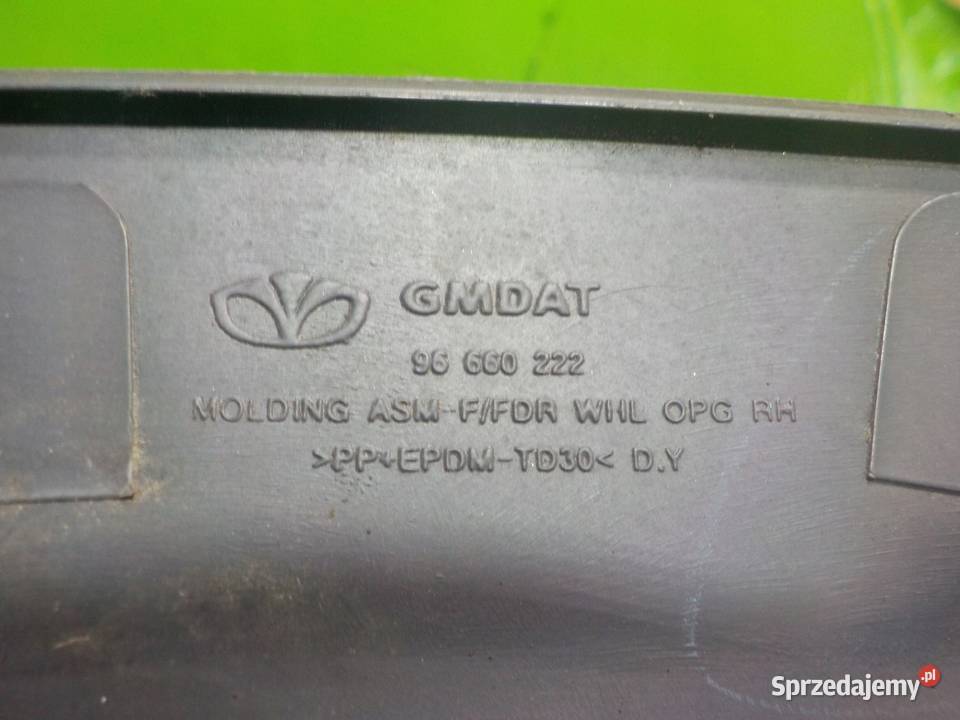 GMDAT
96 660 222
MOLDING ASM-F/FDR WHL OPG RH
>PP+EPDM-TD30< D.Y
Sprzedajemy.pl